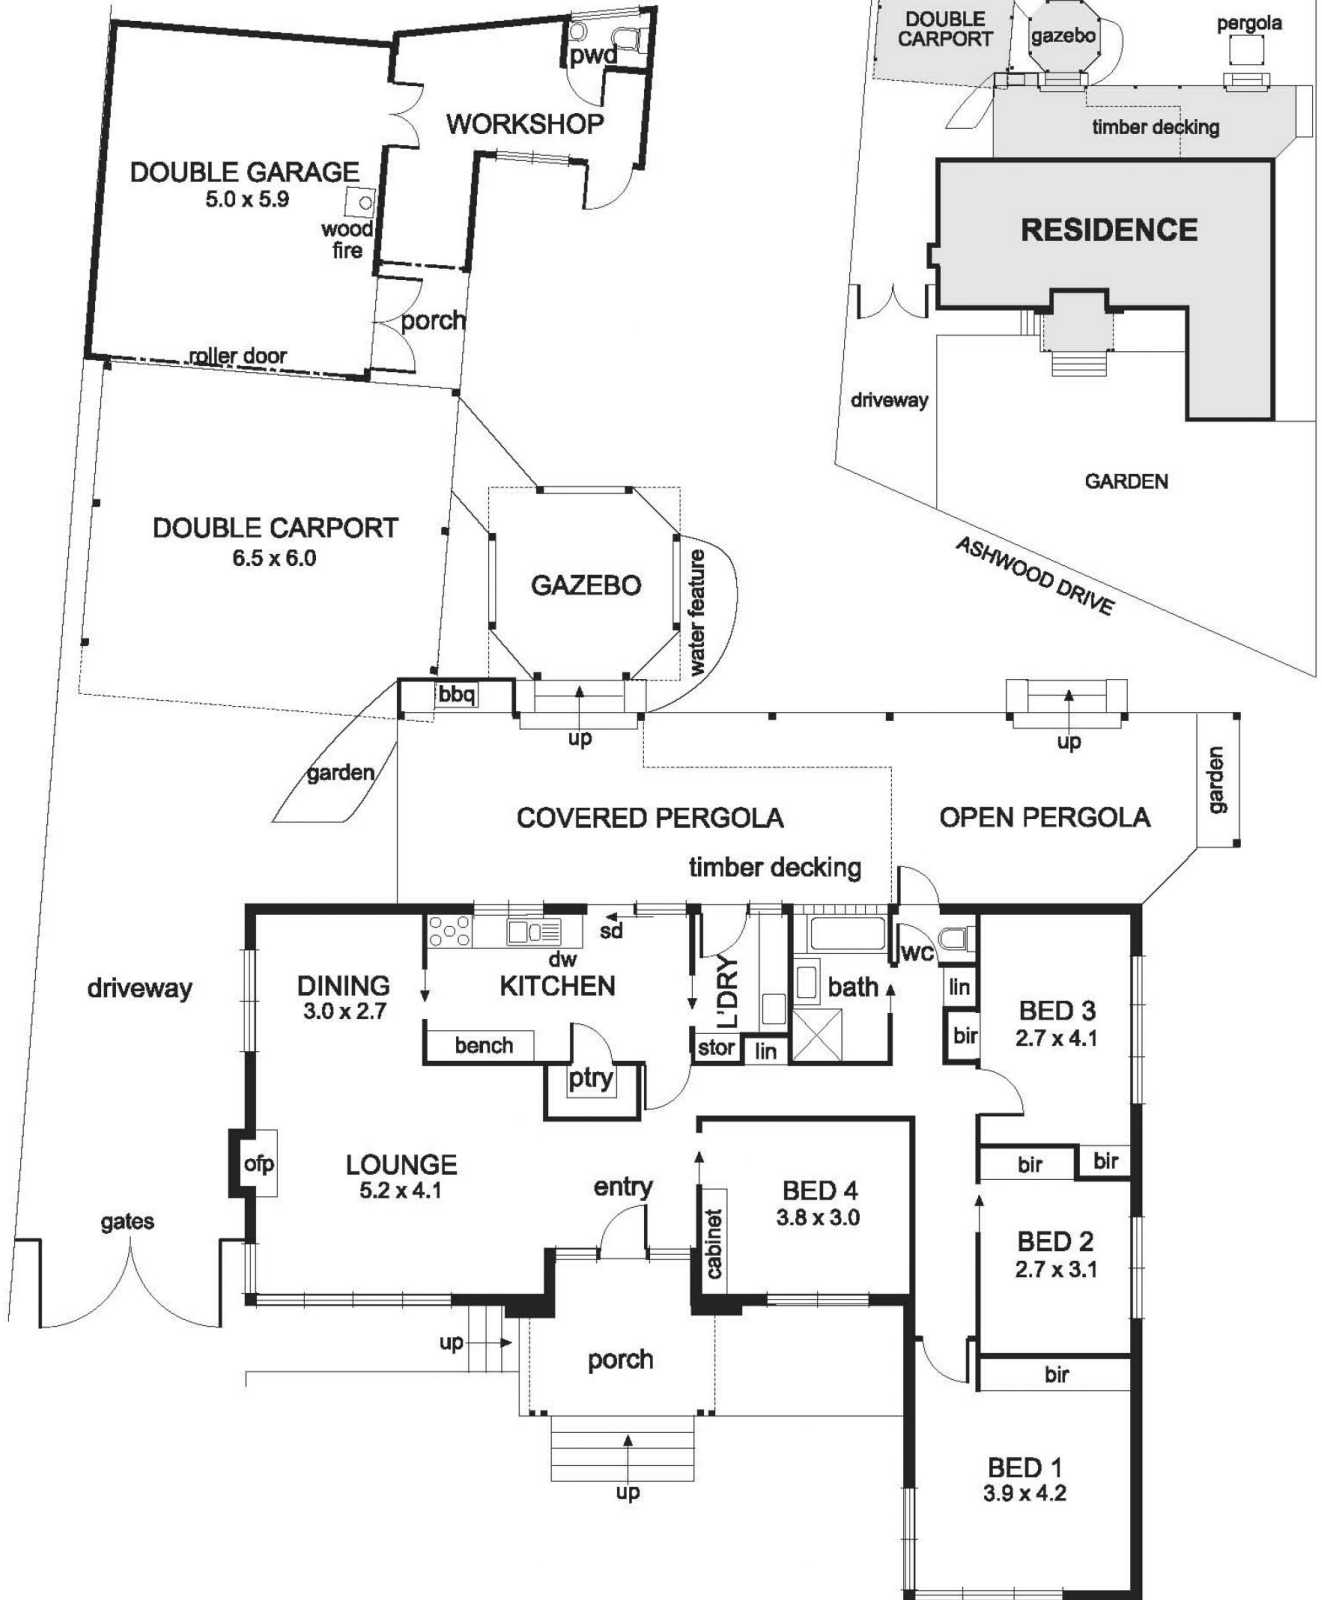 pwd
WORKSHOP
DOUBLE GARAGE
5.0 x 5.9
wood
fire
porch
roller door
DOUBLE CARPORT
6.5 x 6.0
GAZEBO
water feature
bbq
up
up
garden
garden
COVERED PERGOLA
OPEN PERGOLA
timber decking
DOUBLE
CARPORT
gazebo
pergola
timber decking
RESIDENCE
driveway
GARDEN
ASHWOOD DRIVE
driveway
DINING
3.0 x 2.7
sd
dw
KITCHEN
bench
ptry
L'DRY
stor
lin
bath
wc
lin
bir
BED 3
2.7 x 4.1
ofp
LOUNGE
5.2 x 4.1
entry
cabinet
BED 4
3.8 x 3.0
bir
bir
BED 2
2.7 x 3.1
gates
up
porch
up
bir
BED 1
3.9 x 4.2